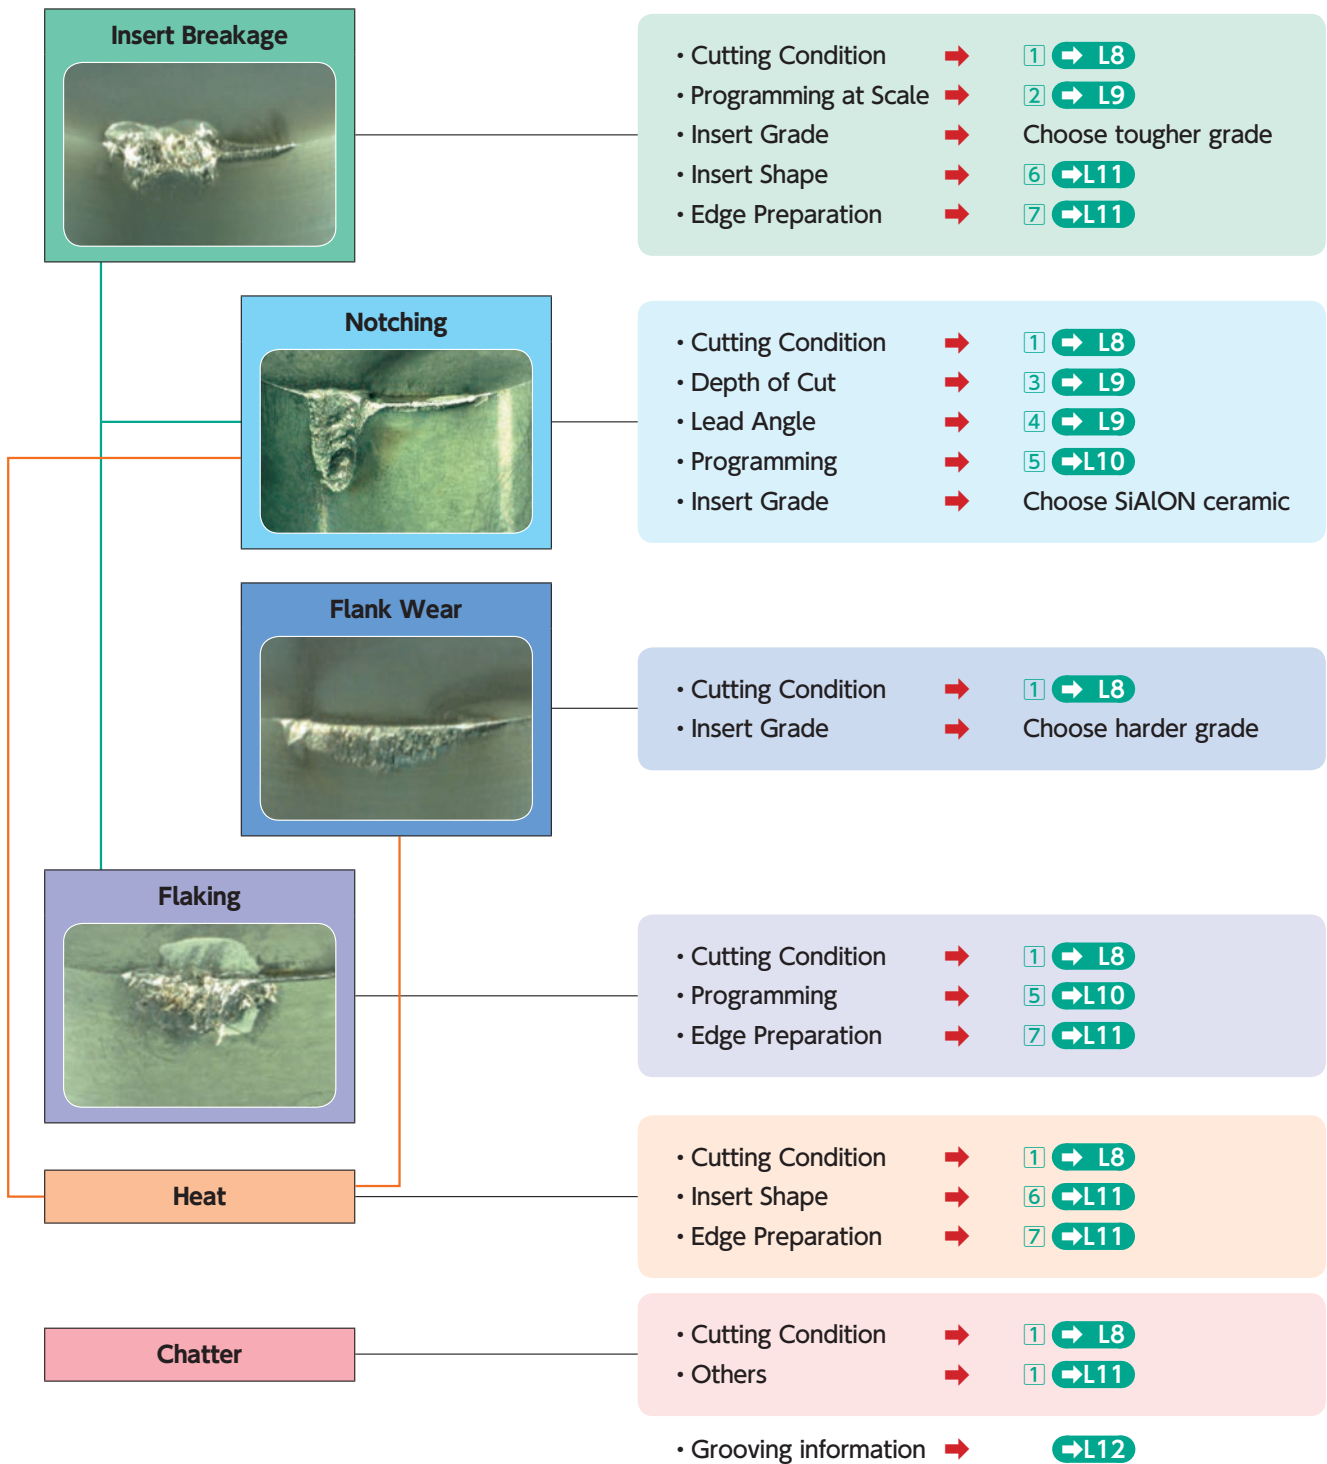 Insert Breakage
・Cutting Condition ➡ 1 ➡ L8
・Programming at Scale ➡ 2 ➡ L9
・Insert Grade ➡ Choose tougher grade
・Insert Shape ➡ 6 ➡L11
・Edge Preparation ➡ 7 ➡L11
Notching
・Cutting Condition ➡ 1 ➡ L8
・Depth of Cut ➡ 3 ➡ L9
・Lead Angle ➡ 4 ➡ L9
・Programming ➡ 5 ➡L10
・Insert Grade ➡ Choose SiAlON ceramic
Flank Wear
・Cutting Condition ➡ 1 ➡ L8
・Insert Grade ➡ Choose harder grade
Flaking
・Cutting Condition ➡ 1 ➡ L8
・Programming ➡ 5 ➡L10
・Edge Preparation ➡ 7 ➡L11
Heat
・Cutting Condition ➡ 1 ➡ L8
・Insert Shape ➡ 6 ➡L11
・Edge Preparation ➡ 7 ➡L11
Chatter
・Cutting Condition ➡ 1 ➡ L8
・Others ➡ 1 ➡L11
・Grooving information ➡ ➡L12